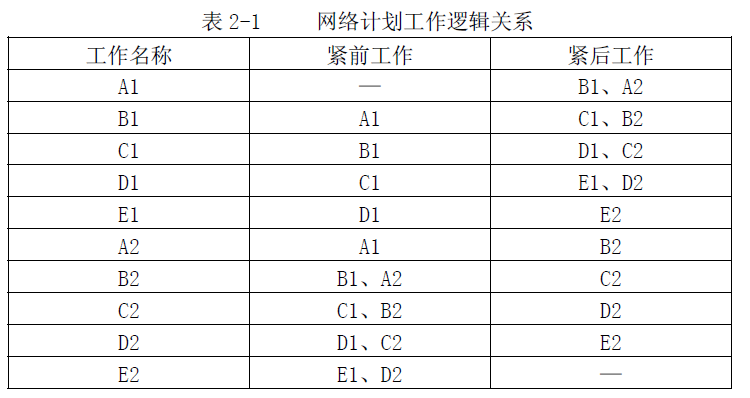 表 2-1 网络计划工作逻辑关系
工作名称 紧前工作 紧后工作
A1 — B1、A2
B1 A1 C1、B2
C1 B1 D1、C2
D1 C1 E1、D2
E1 D1 E2
A2 A1 B2
B2 B1、A2 C2
C2 C1、B2 D2
D2 D1、C2 E2
E2 E1、D2 —